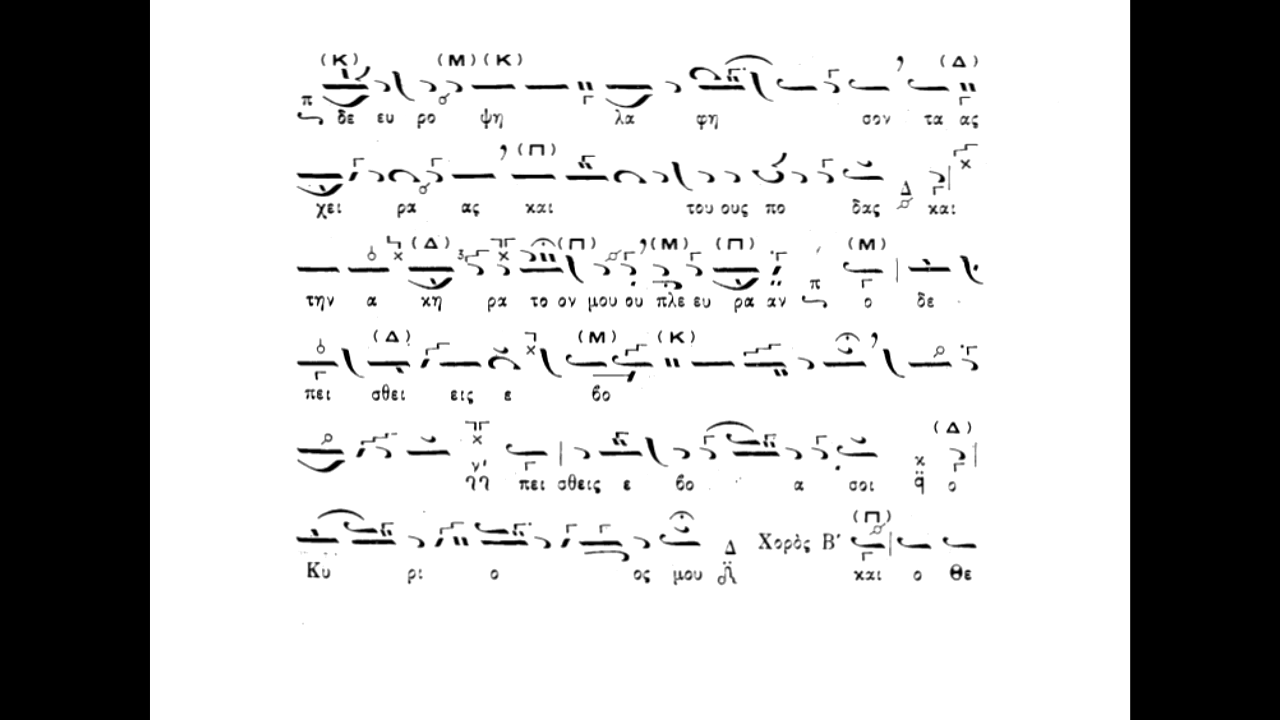 (Κ) (Μ) (Κ) (Δ)
π δε ευ ρο ψη λα φη σον τα ας
(Π)
χει ρα ας και του ους πο δας Δ και
(Δ) (Π) (Μ) (Π) (Μ)
την α κη ρα το ον μου ου πλε ευ ρα αν π ο δε
(Δ) (Μ) (Κ)
πει σθει εις ε βο
(Δ)
πει σθεις ε βο α σοι ο
(Π)
Χορὸς Β′
Κυ ρι ο ος μου Δ και ο Θε